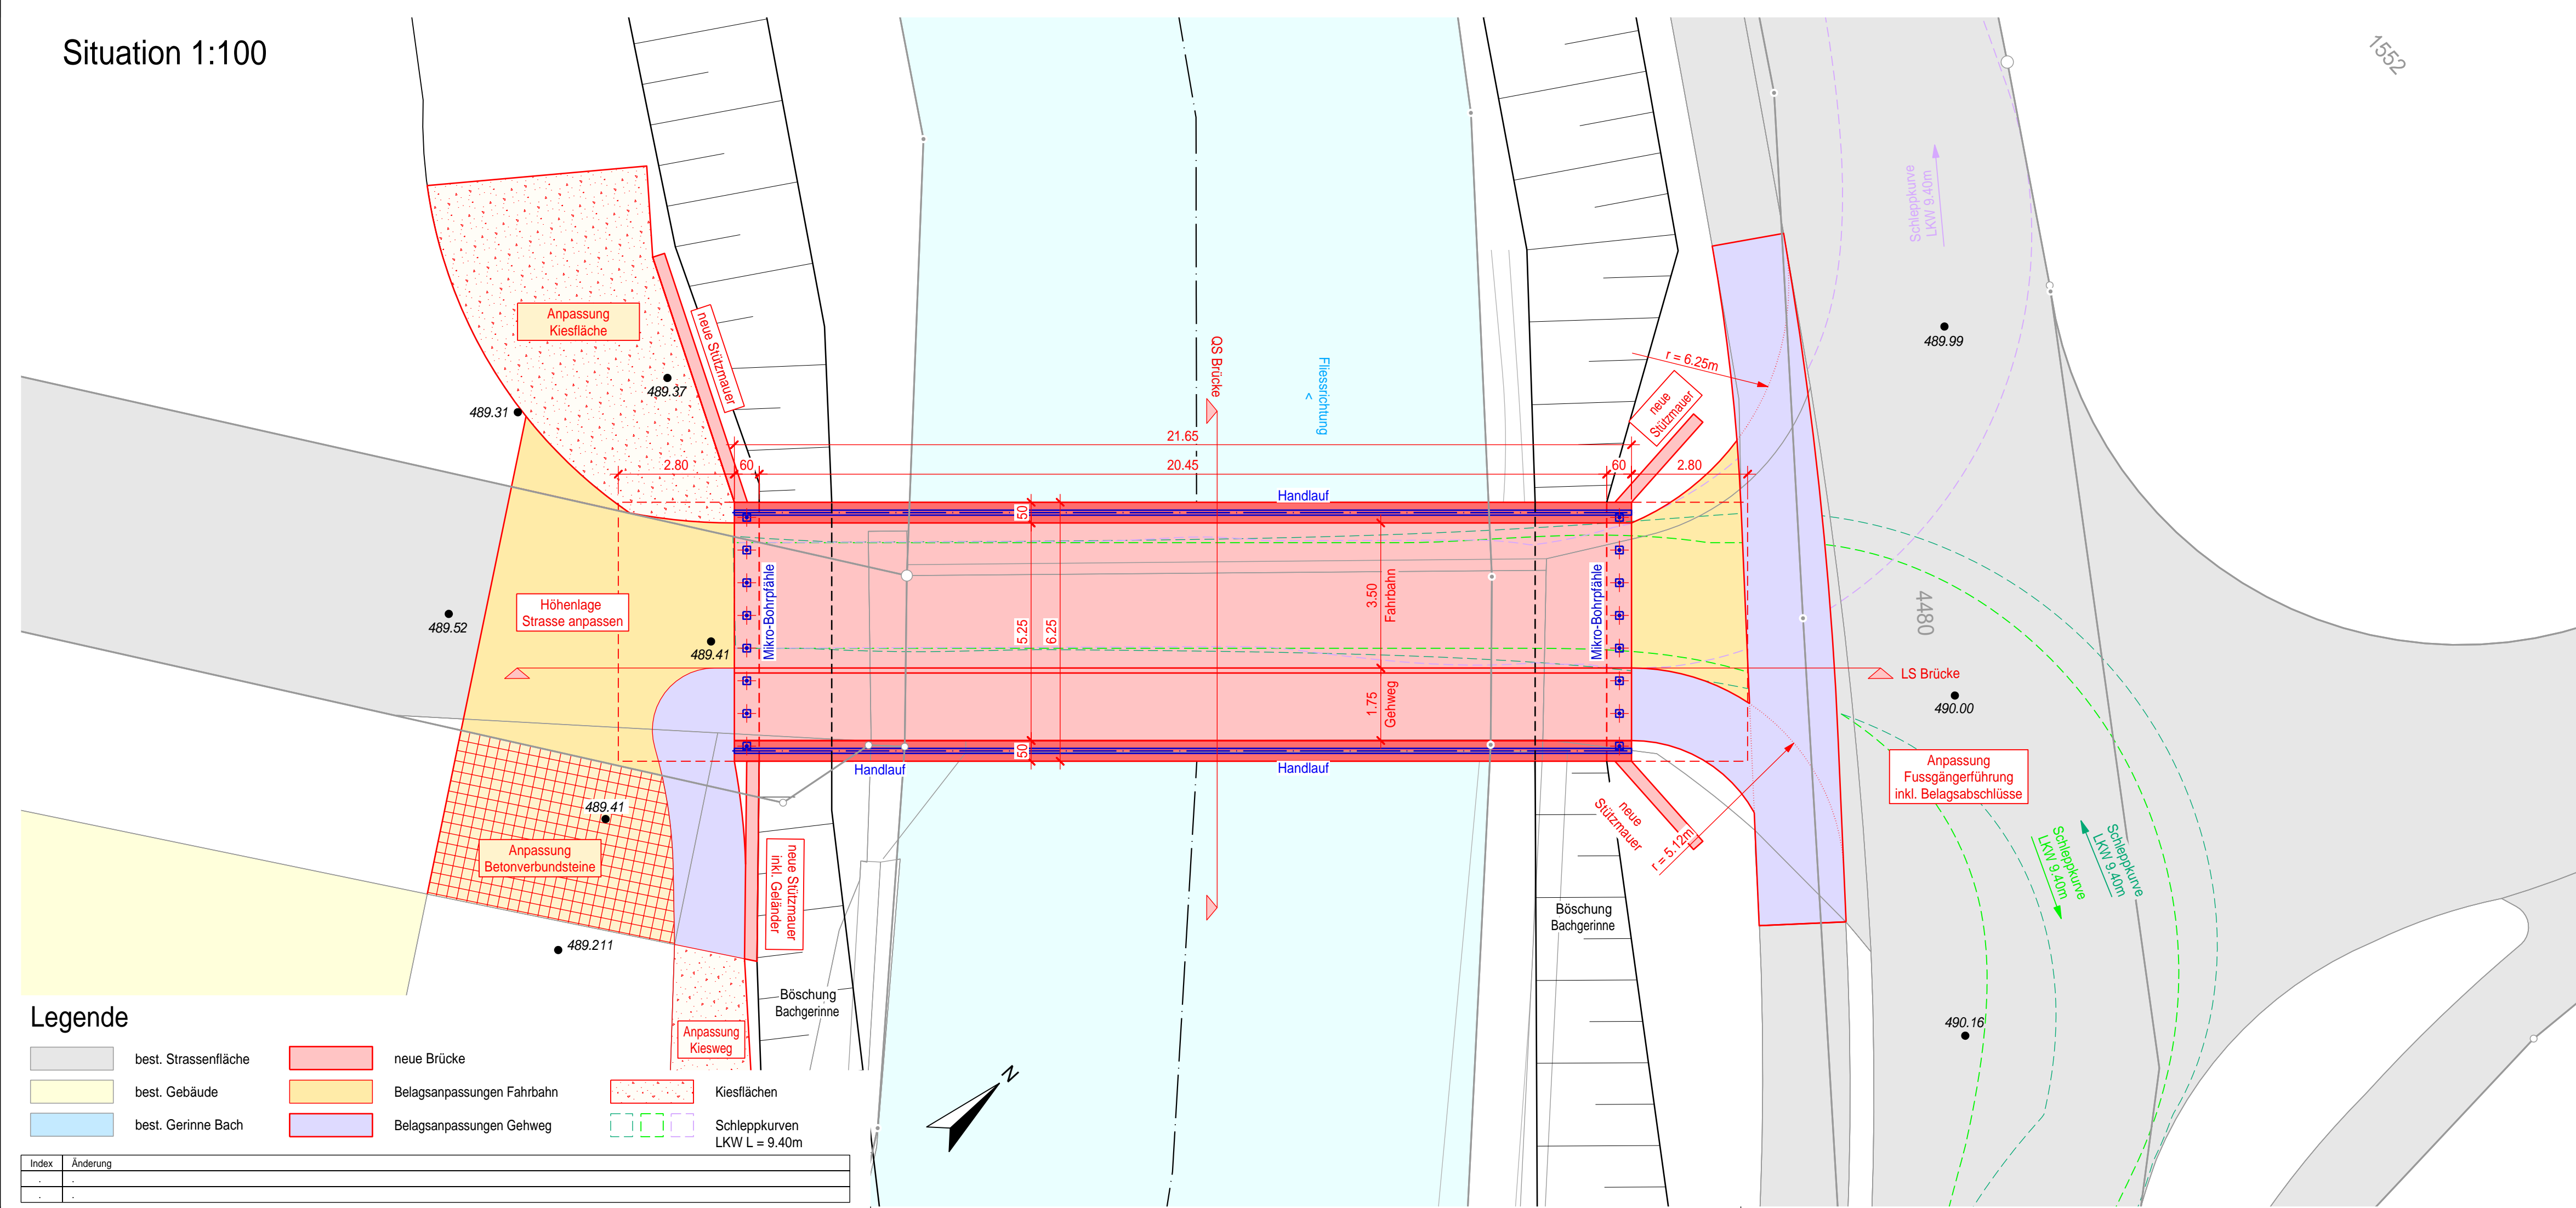 Situation 1:100
1552
Schleppkurve
LKW 9.40m
Anpassung
Kiesfläche
neue Stützmauer
489.37
489.31
QS Brücke
Fliessrichtung
<
r = 6.25m
489.99
neue
Stützmauer
21.65
2.80
60
20.45
60
2.80
Handlauf
50
Mikro-Bohrpfähle
Mikro-Bohrpfähle
3.50
Fahrbahn
Höhenlage
Strasse anpassen
489.52
489.41
5.25
6.25
4480
LS Brücke
490.00
1.75
Gehweg
50
Handlauf
Handlauf
Anpassung
Fussgängerführung
inkl. Belagsabschlüsse
489.41
Anpassung
Betonverbundsteine
neue Stützmauer
inkl. Geländer
neue
Stützmauer
r = 5.12m
Schleppkurve
LKW 9.40m
Schleppkurve
LKW 9.40m
Böschung
Bachgerinne
489.211
Böschung
Bachgerinne
490.16
Anpassung
Kiesweg
N
Legende
best. Strassenfläche
neue Brücke
best. Gebäude
Belagsanpassungen Fahrbahn
Kiesflächen
best. Gerinne Bach
Belagsanpassungen Gehweg
Schleppkurven
LKW L = 9.40m
Index Änderung
. .
. .